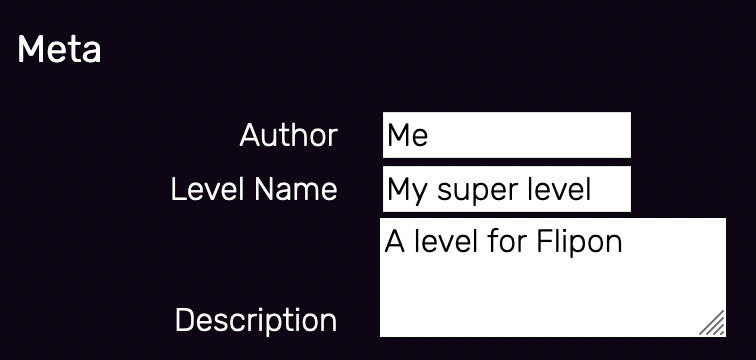 Meta
Author Me
Level Name My super level
A level for Flipon
Description